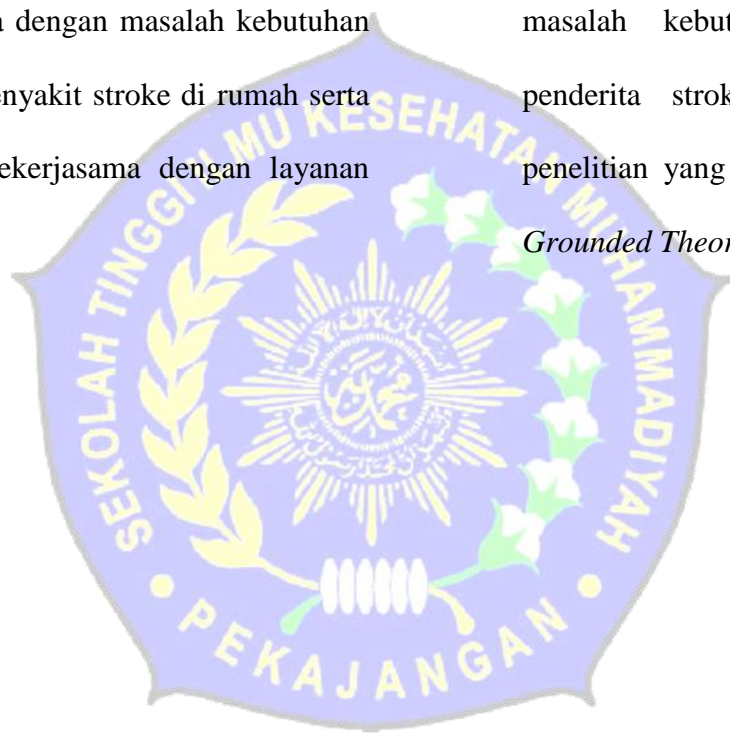 a dengan masalah kebutuhan
enyakit stroke di rumah serta
ekerjasama dengan layanan
masalah kebut
penderita strok
penelitian yang
Grounded Theor
SEKOLAH TINGGI ILMU KESEHATAN MUHAMMADIYAH
PEKAJANGAN
محمد